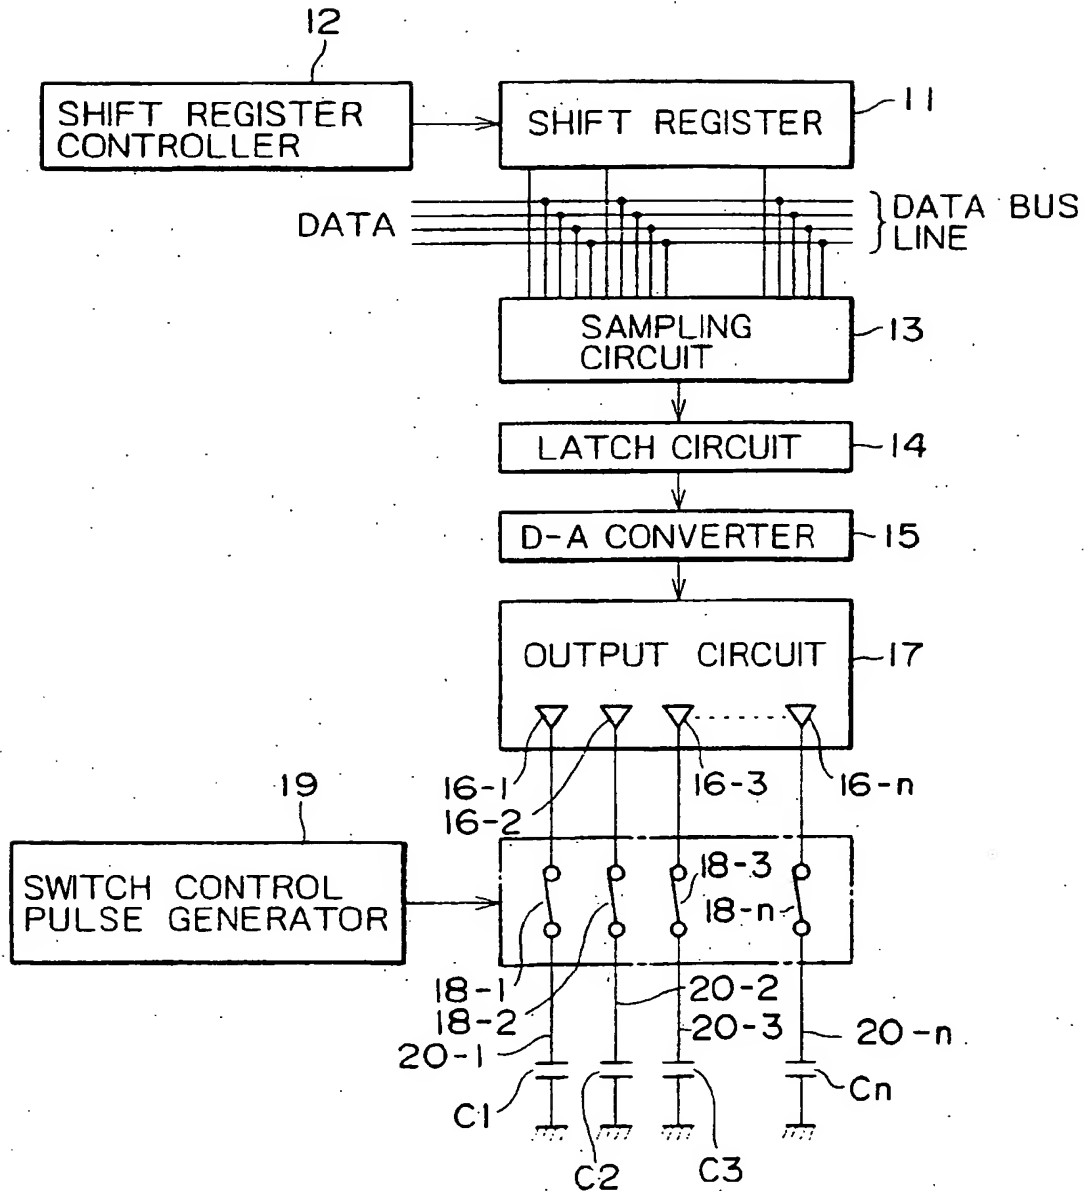 12
SHIFT REGISTER
CONTROLLER
SHIFT REGISTER
11
DATA
DATA BUS
LINE
SAMPLING
CIRCUIT
13
LATCH CIRCUIT
14
D-A CONVERTER
15
OUTPUT CIRCUIT
17
16-1
16-2
16-3
16-n
19
SWITCH CONTROL
PULSE GENERATOR
18-3
18-n
18-1
18-2
20-2
20-1
20-3
20-n
C1
C2
C3
Cn